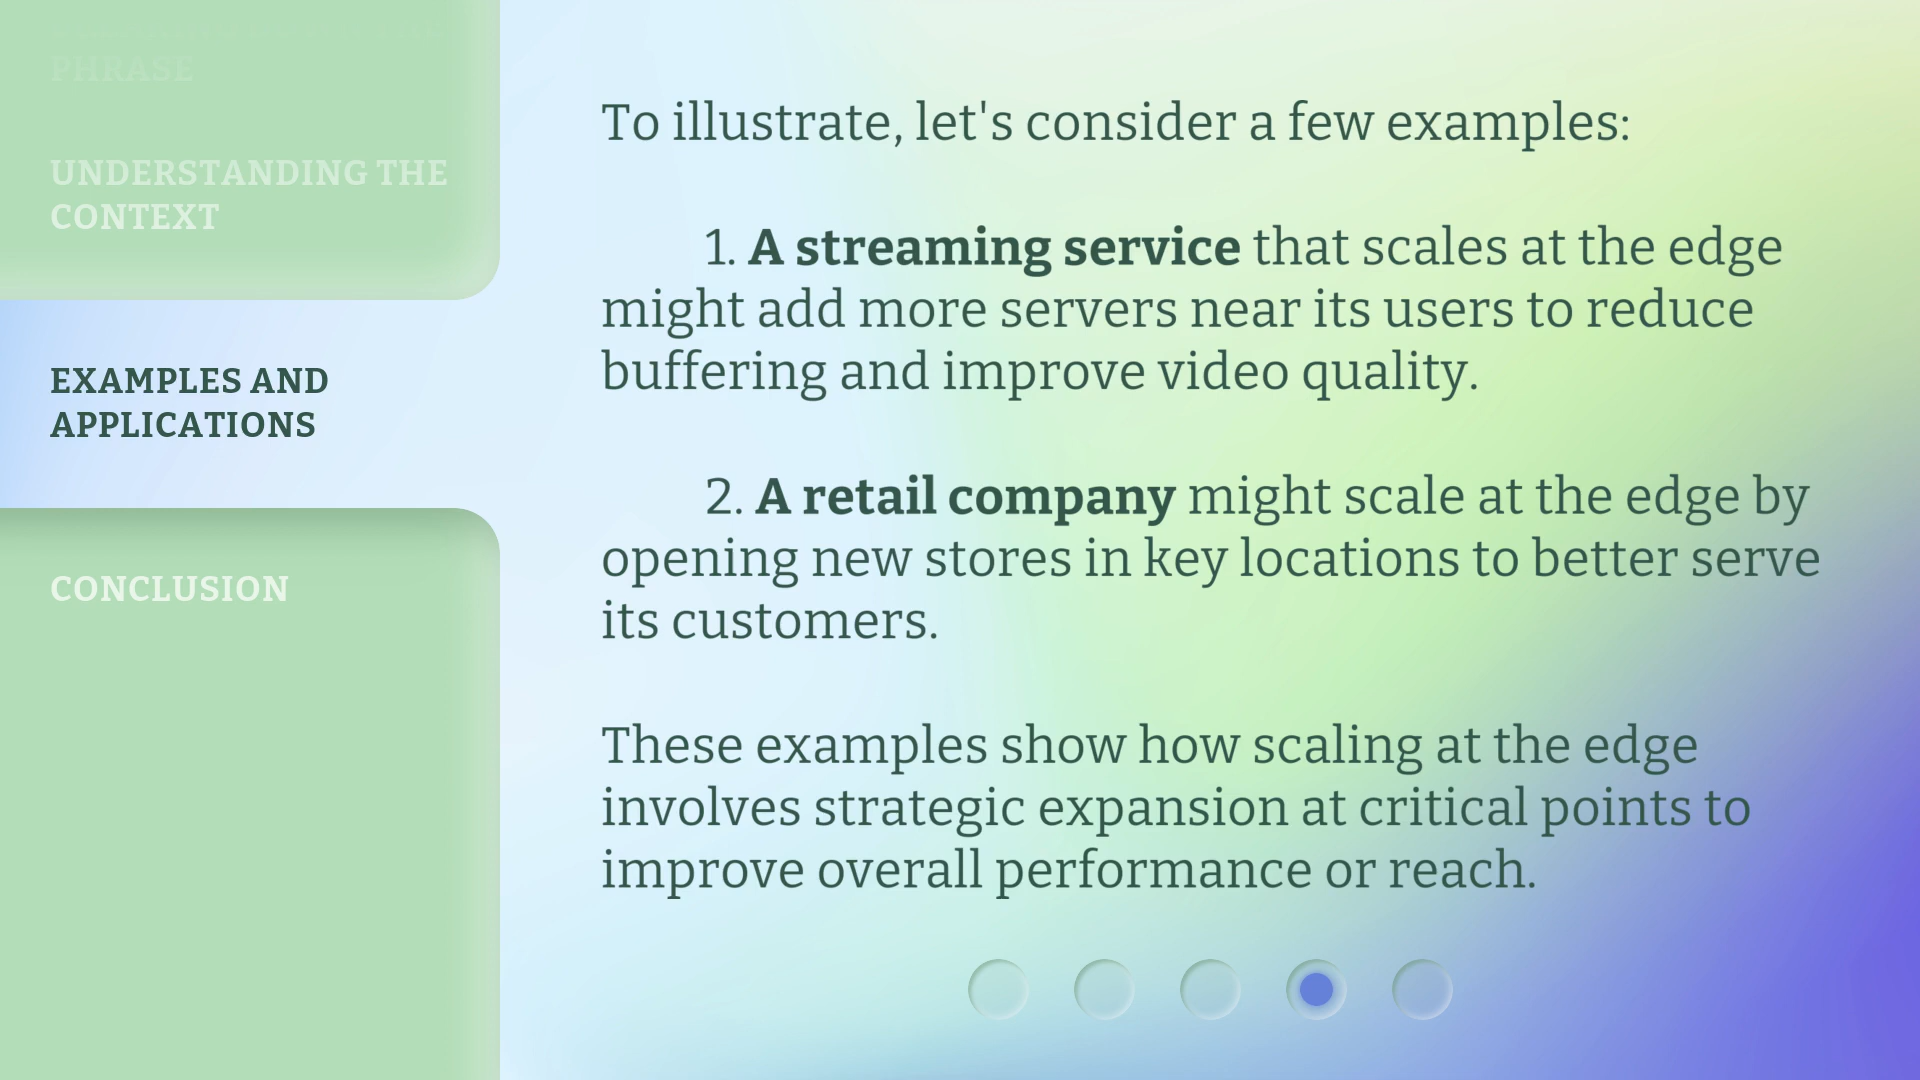 PHRASE
UNDERSTANDING THE
CONTEXT
EXAMPLES AND
APPLICATIONS
CONCLUSION
To illustrate, let's consider a few examples:
1. A streaming service that scales at the edge
might add more servers near its users to reduce
buffering and improve video quality.
2. A retail company might scale at the edge by
opening new stores in key locations to better serve
its customers.
These examples show how scaling at the edge
involves strategic expansion at critical points to
improve overall performance or reach.